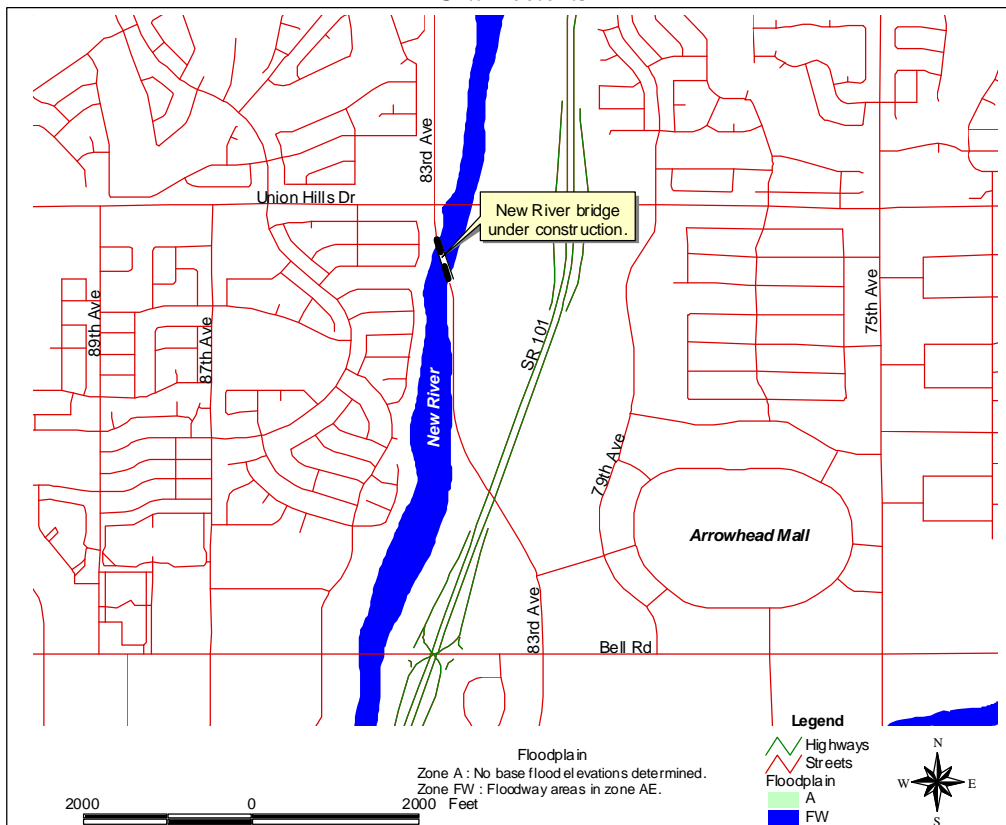 83rd Ave
Union Hills Dr
New River bridge
under construction.
89th Ave
87th Ave
SR 101
75th Ave
New River
79th Ave
Arrowhead Mall
83rd Ave
Bell Rd
Legend
Highways
Streets
Floodplain
A
FW
Floodplain
Zone A : No base flood elevations determined.
Zone FW : Floodway areas in zone AE.
2000 0 2000 Feet
N
W E
S